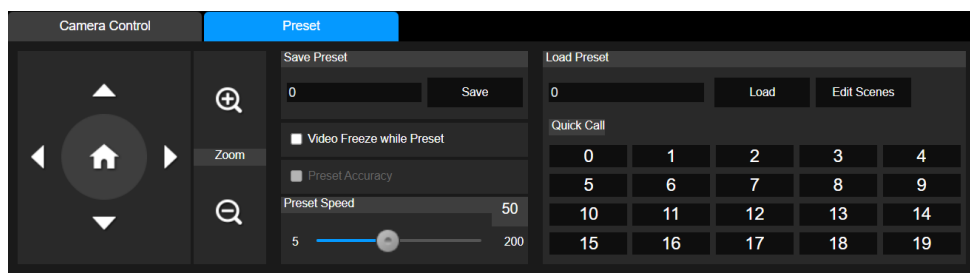 Camera Control
Preset
Zoom
Save Preset
0
Save
Video Freeze while Preset
Preset Accuracy
Preset Speed
50
5
200
Load Preset
0
Load
Edit Scenes
Quick Call
0 1 2 3 4
5 6 7 8 9
10 11 12 13 14
15 16 17 18 19